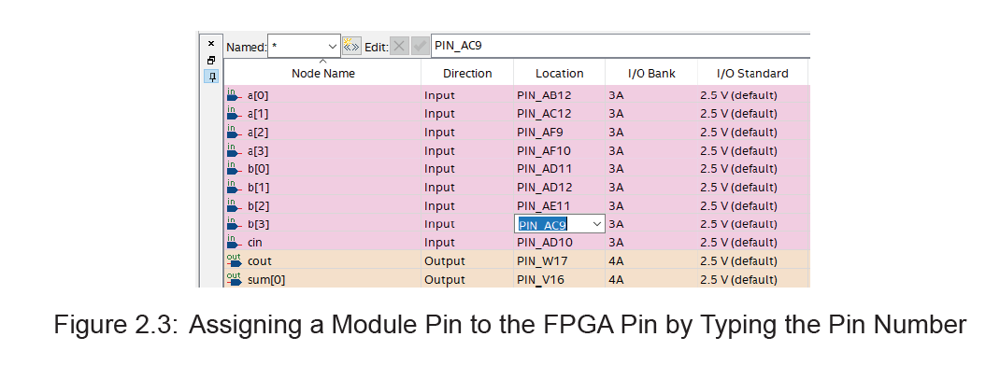 Named: * Edit: PIN_AC9
Node Name Direction Location I/O Bank I/O Standard
in a[0] Input PIN_AB12 3A 2.5 V (default)
in a[1] Input PIN_AC12 3A 2.5 V (default)
in a[2] Input PIN_AF9 3A 2.5 V (default)
in a[3] Input PIN_AF10 3A 2.5 V (default)
in b[0] Input PIN_AD11 3A 2.5 V (default)
in b[1] Input PIN_AD12 3A 2.5 V (default)
in b[2] Input PIN_AE11 3A 2.5 V (default)
in b[3] Input PIN_AC9 3A 2.5 V (default)
in cin Input PIN_AD10 3A 2.5 V (default)
out cout Output PIN_W17 4A 2.5 V (default)
out sum[0] Output PIN_V16 4A 2.5 V (default)
Figure 2.3: Assigning a Module Pin to the FPGA Pin by Typing the Pin Number